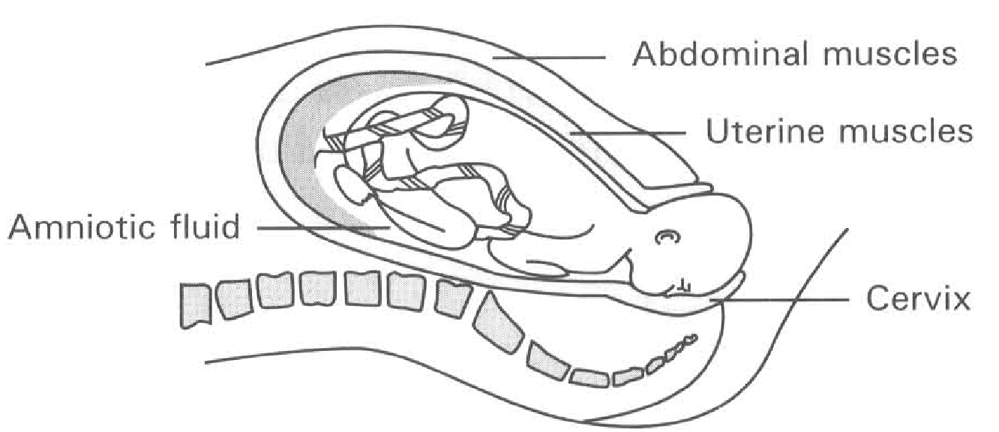 Abdominal muscles
Uterine muscles
Amniotic fluid
Cervix